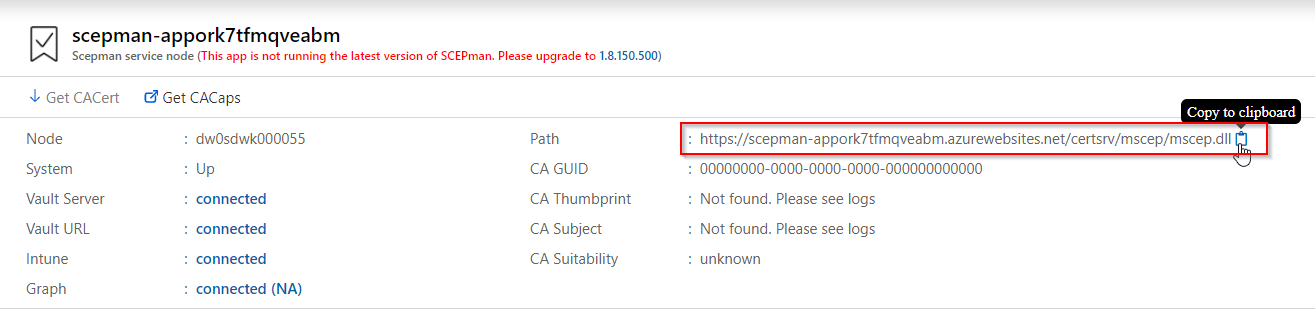 scepman-appork7tfmqveabm
Scepman service node (This app is not running the latest version of SCEPman. Please upgrade to 1.8.150.500)
Get CACert Get CACaps
Copy to clipboard
Node : dw0sdwk000055 Path : https://scepman-appork7tfmqveabm.azurewebsites.net/certsrv/mscep/mscep.dll
System : Up CA GUID : 00000000-0000-0000-0000-000000000000
Vault Server : connected CA Thumbprint : Not found. Please see logs
Vault URL : connected CA Subject : Not found. Please see logs
Intune : connected CA Suitability : unknown
Graph : connected (NA)